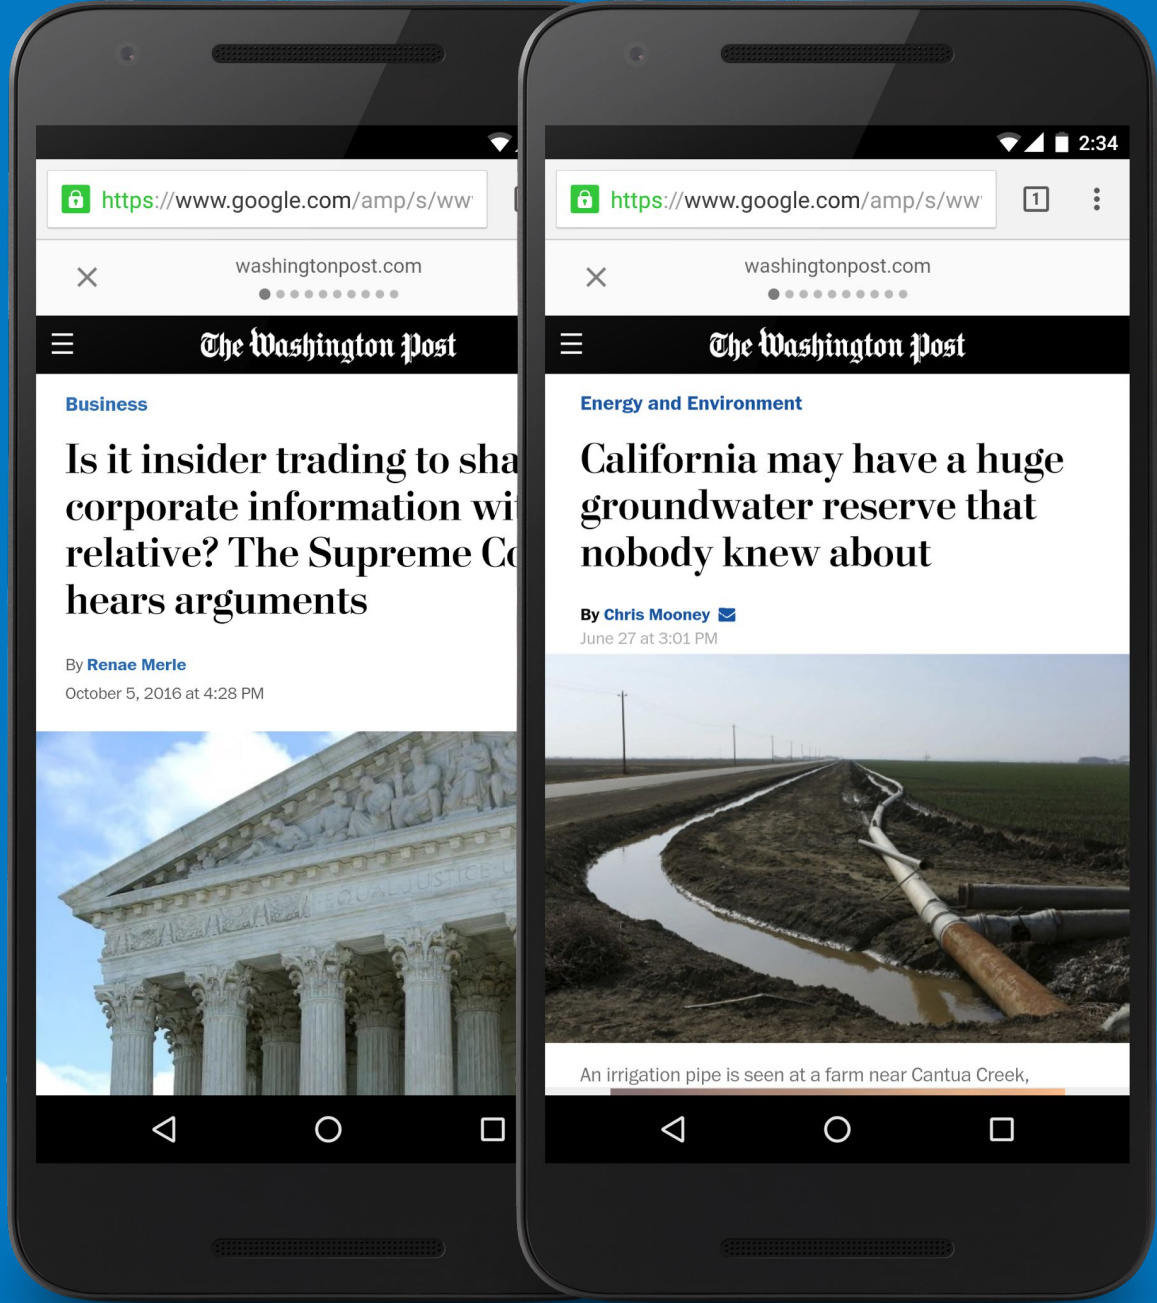 https://www.google.com/amp/s/ww
washingtonpost.com
The Washington Post
Business
Is it insider trading to sha
corporate information wi
relative? The Supreme Co
hears arguments
By Renae Merle
October 5, 2016 at 4:28 PM
EQUAL JUSTICE U
2:34
https://www.google.com/amp/s/ww
1
washingtonpost.com
The Washington Post
Energy and Environment
California may have a huge
groundwater reserve that
nobody knew about
By Chris Mooney
June 27 at 3:01 PM
An irrigation pipe is seen at a farm near Cantua Creek,